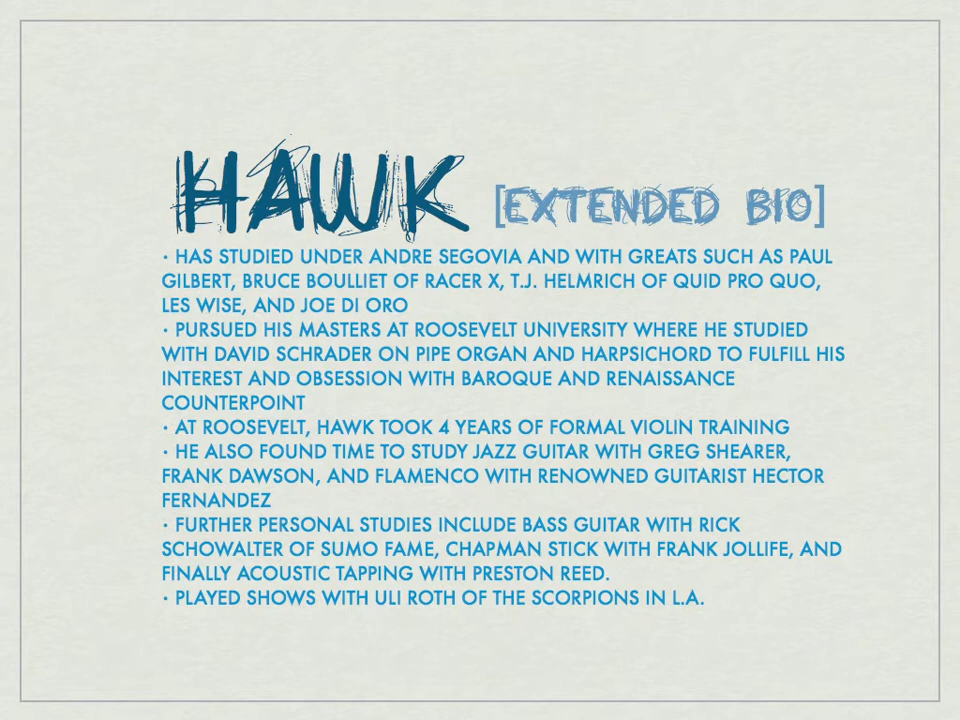 HAWK [EXTENDED BIO]
• HAS STUDIED UNDER ANDRE SEGOVIA AND WITH GREATS SUCH AS PAUL
GILBERT, BRUCE BOULLIET OF RACER X, T.J. HELMRICH OF QUID PRO QUO,
LES WISE, AND JOE DI ORO
• PURSUED HIS MASTERS AT ROOSEVELT UNIVERSITY WHERE HE STUDIED
WITH DAVID SCHRADER ON PIPE ORGAN AND HARPSICHORD TO FULFILL HIS
INTEREST AND OBSESSION WITH BAROQUE AND RENAISSANCE
COUNTERPOINT
• AT ROOSEVELT, HAWK TOOK 4 YEARS OF FORMAL VIOLIN TRAINING
• HE ALSO FOUND TIME TO STUDY JAZZ GUITAR WITH GREG SHEARER,
FRANK DAWSON, AND FLAMENCO WITH RENOWNED GUITARIST HECTOR
FERNANDEZ
• FURTHER PERSONAL STUDIES INCLUDE BASS GUITAR WITH RICK
SCHOWALTER OF SUMO FAME, CHAPMAN STICK WITH FRANK JOLLIFE, AND
FINALLY ACOUSTIC TAPPING WITH PRESTON REED.
• PLAYED SHOWS WITH ULI ROTH OF THE SCORPIONS IN L.A.